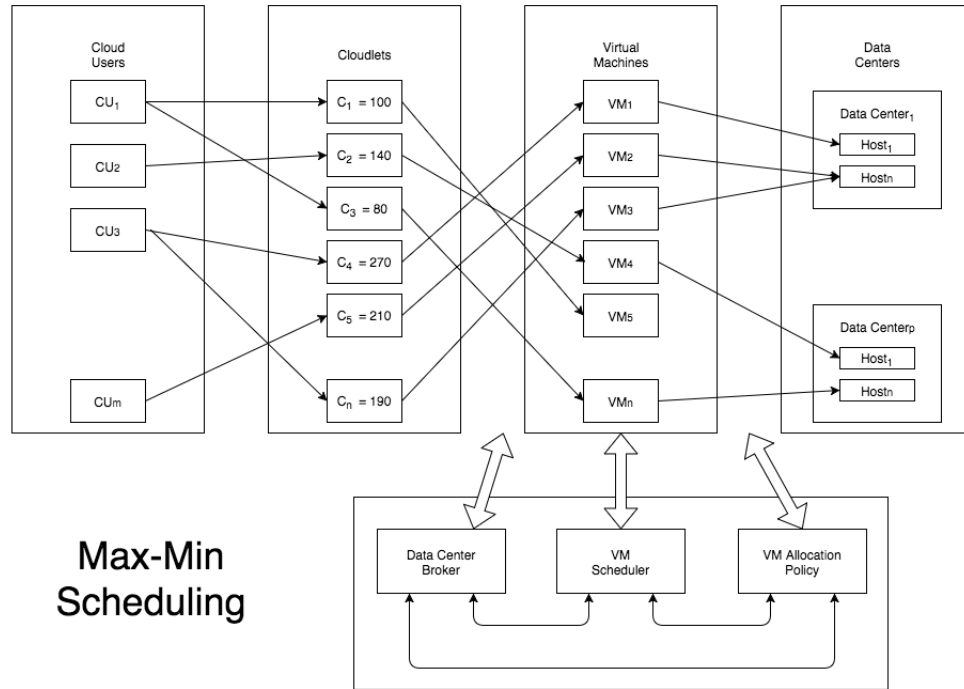 Cloud
Users
CU1
CU2
CU3
CUm
Cloudlets
C1 = 100
C2 = 140
C3 = 80
C4 = 270
C5 = 210
Cn = 190
Virtual
Machines
VM1
VM2
VM3
VM4
VM5
VMn
Data
Centers
Data Center1
Host1
Hostn
Data Centerp
Host1
Hostn
Max-Min
Scheduling
Data Center
Broker
VM
Scheduler
VM Allocation
Policy